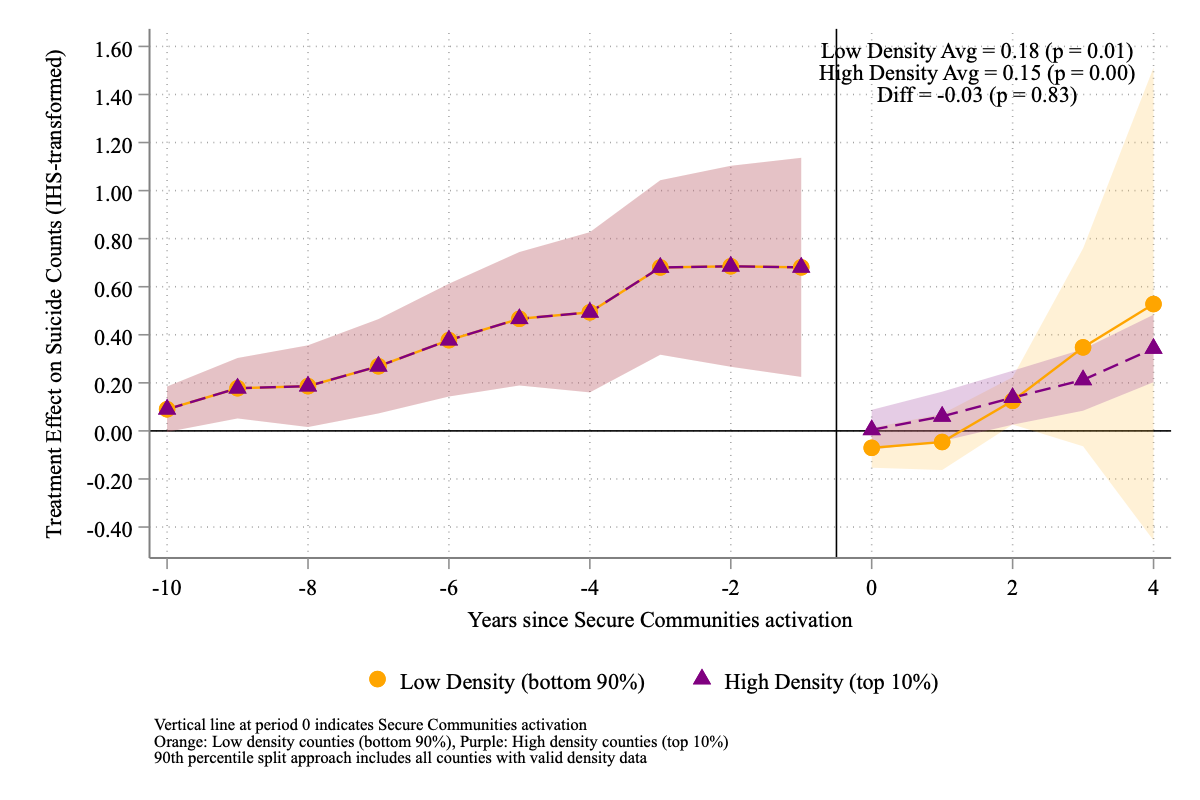 Low Density Avg = 0.18 (p = 0.01)
High Density Avg = 0.15 (p = 0.00)
Diff = -0.03 (p = 0.83)
Treatment Effect on Suicide Counts (IHS-transformed)
1.60
1.40
1.20
1.00
0.80
0.60
0.40
0.20
0.00
-0.20
-0.40
-10 -8 -6 -4 -2 0 2 4
Years since Secure Communities activation
Low Density (bottom 90%) High Density (top 10%)
Vertical line at period 0 indicates Secure Communities activation
Orange: Low density counties (bottom 90%), Purple: High density counties (top 10%)
90th percentile split approach includes all counties with valid density data